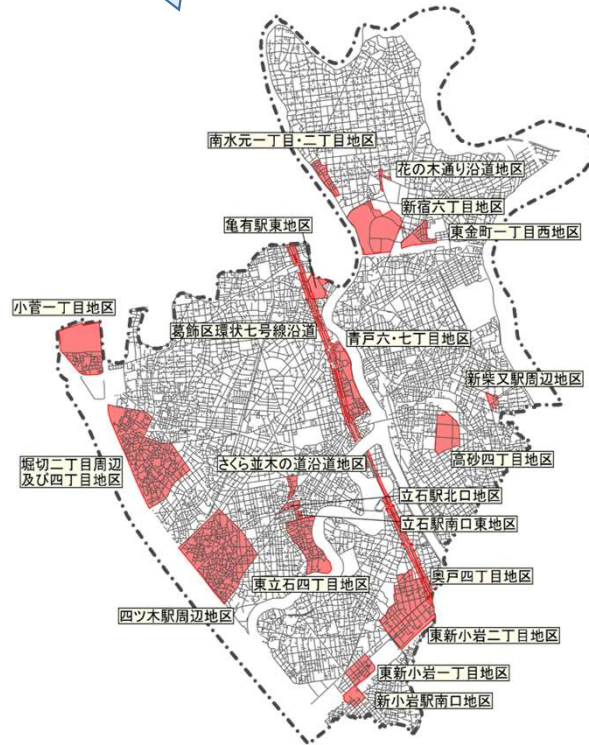 南水元一丁目・二丁目地区
花の木通り沿道地区
新宿六丁目地区
亀有駅東地区
東金町一丁目西地区
小菅一丁目地区
葛飾区環状七号線沿道
青戸六・七丁目地区
新柴又駅周辺地区
堀切二丁目周辺
及び四丁目地区
さくら並木の道沿道地区
高砂四丁目地区
立石駅北口地区
立石駅南口東地区
東立石四丁目地区
奥戸四丁目地区
四ツ木駅周辺地区
東新小岩二丁目地区
東新小岩一丁目地区
新小岩駅南口地区